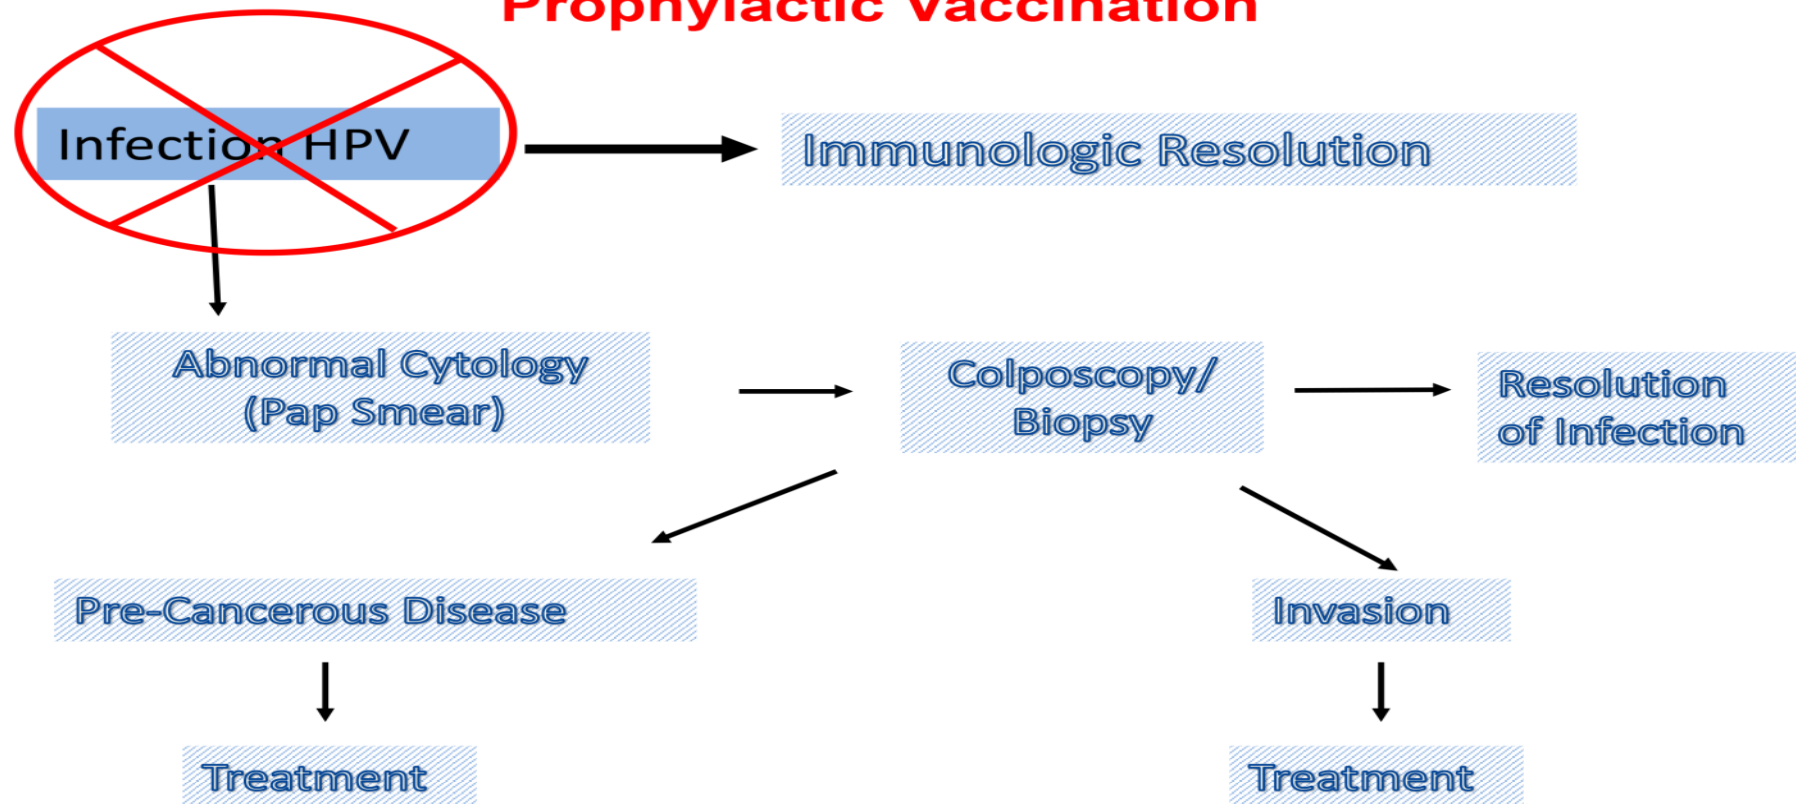 Prophylactic Vaccination
Infection HPV
Immunologic Resolution
Abnormal Cytology
(Pap Smear)
Colposcopy/
Biopsy
Resolution
of Infection
Pre-Cancerous Disease
Invasion
Treatment
Treatment